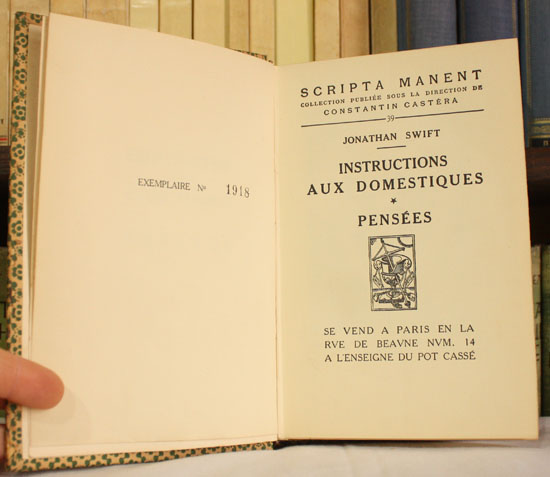 EXEMPLAIRE No 1918
SCRIPTA MANENT
COLLECTION PUBLIÉE SOUS LA DIRECTION DE
CONSTANTIN CASTÉRA
39
JONATHAN SWIFT
INSTRUCTIONS
AUX DOMESTIQUES
*
PENSÉES
SE VEND A PARIS EN LA
RVE DE BEAVNE NVM. 14
A L'ENSEIGNE DU POT CASSÉ